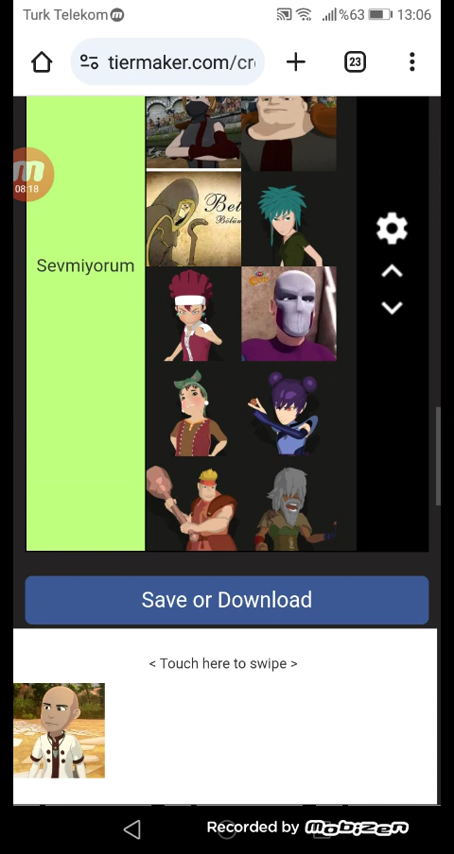 Turk Telekom
%63
13:06
tiermaker.com/cr
23
08:18
Bet
Bölüm
Sevmiyorum
Save or Download
< Touch here to swipe >
Recorded by MOBIZEN